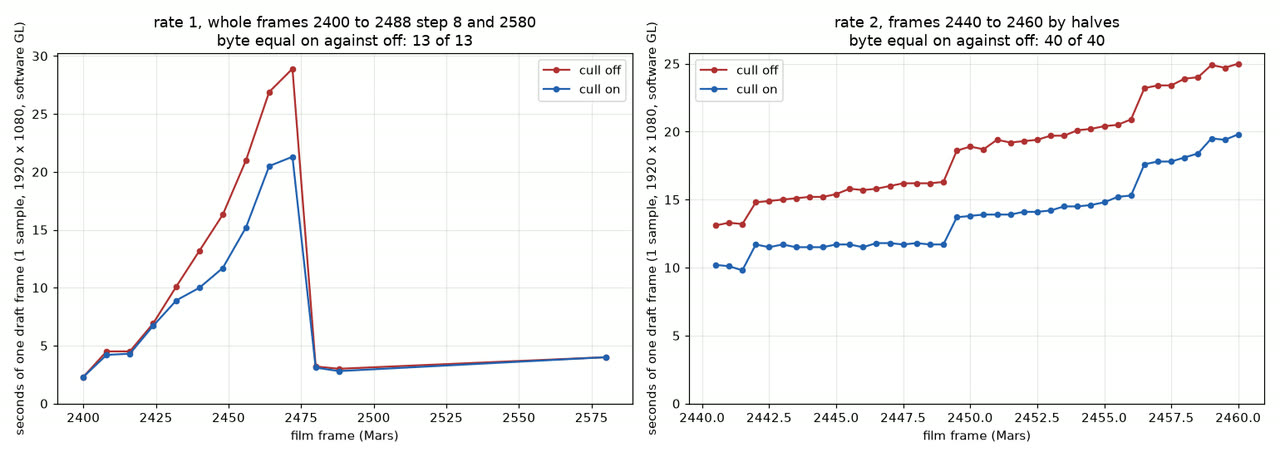 rate 1, whole frames 2400 to 2488 step 8 and 2580
byte equal on against off: 13 of 13
seconds of one draft frame (1 sample, 1920 x 1080, software GL)
30
25
20
15
10
5
0
cull off
cull on
2400
2425
2450
2475
2500
2525
2550
2575
film frame (Mars)
rate 2, frames 2440 to 2460 by halves
byte equal on against off: 40 of 40
seconds of one draft frame (1 sample, 1920 x 1080, software GL)
25
20
15
10
5
0
cull off
cull on
2440.0
2442.5
2445.0
2447.5
2450.0
2452.5
2455.0
2457.5
2460.0
film frame (Mars)